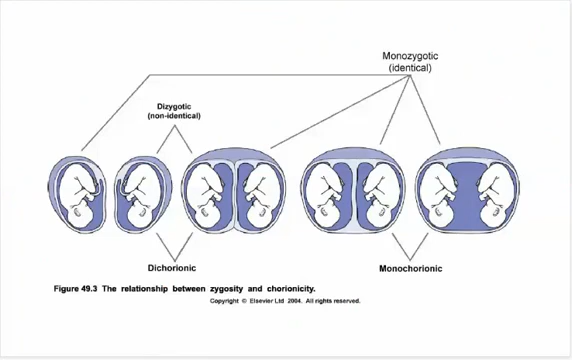 Monozygotic
(identical)
Dizygotic
(non-identical)
Dichorionic
Monochorionic
Figure 49.3 The relationship between zygosity and chorionicity.
Copyright © Elsevier Ltd 2004. All rights reserved.